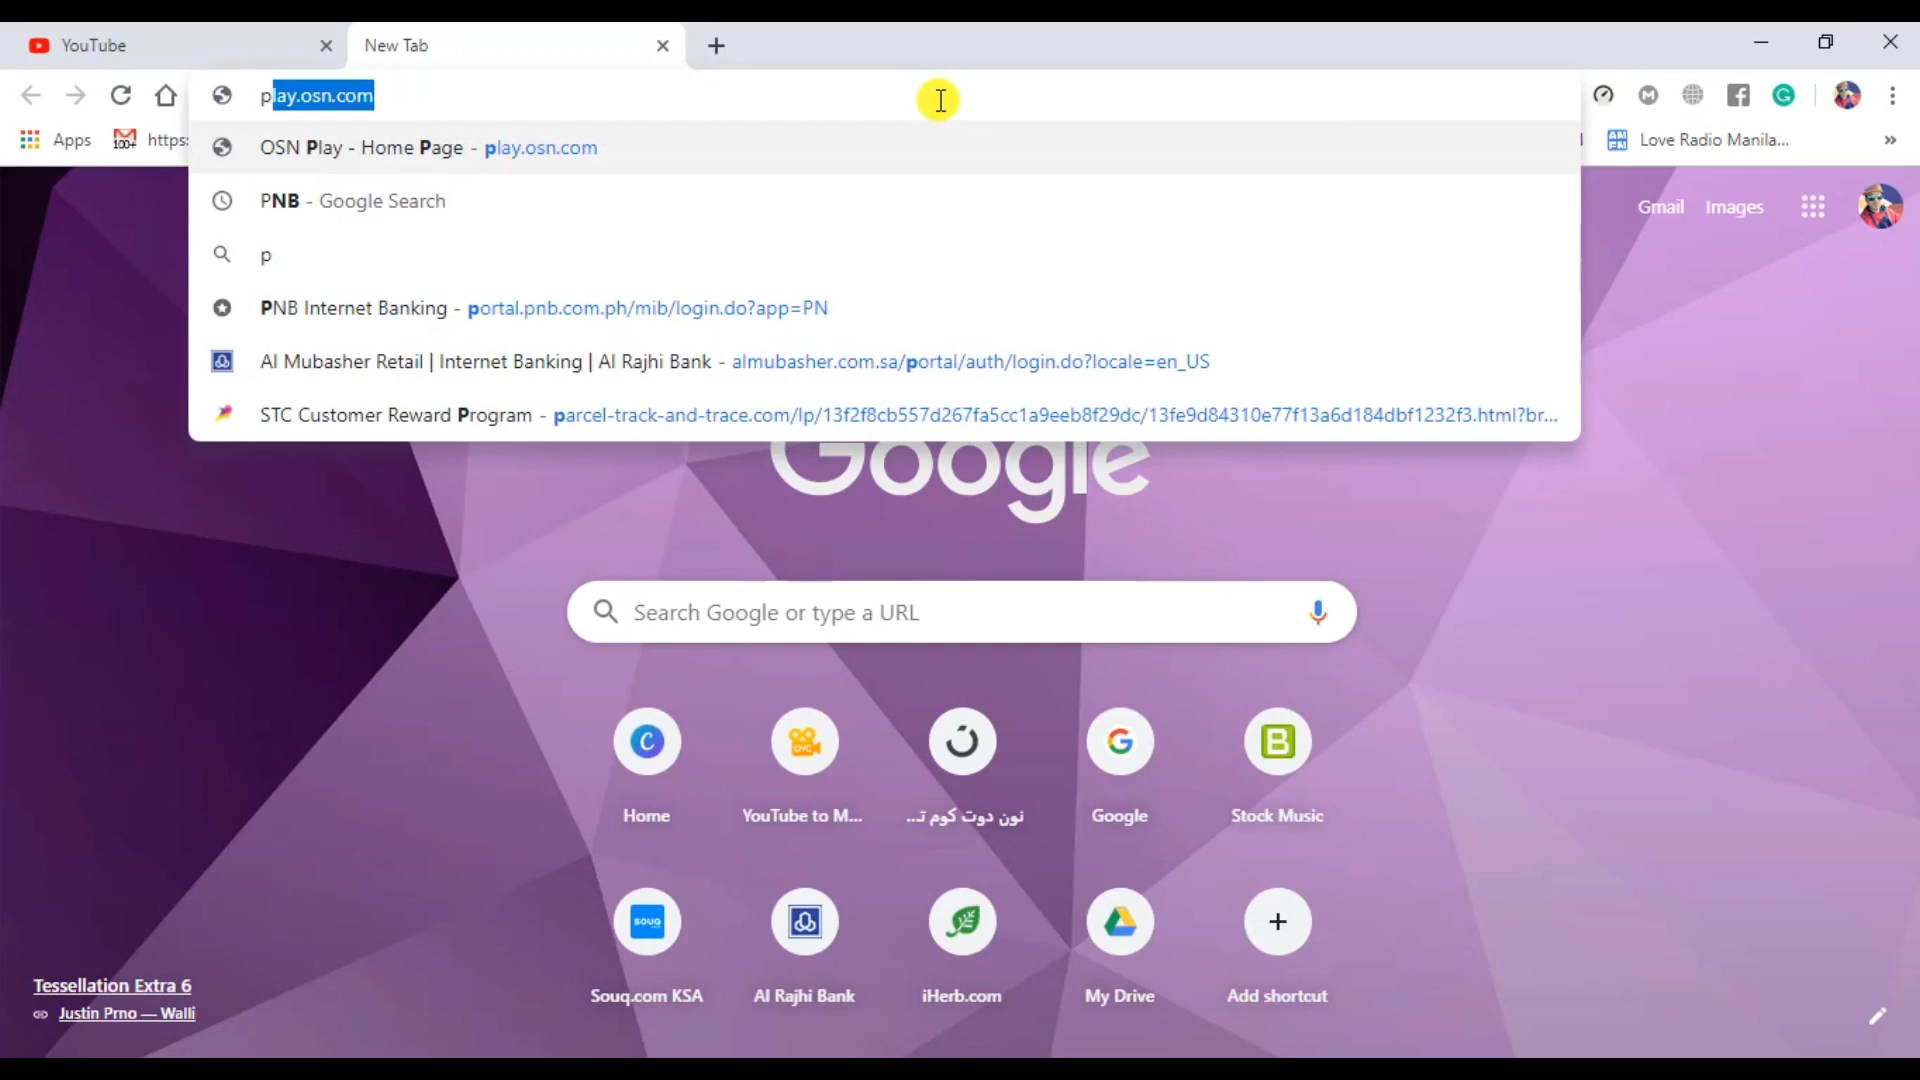 YouTube
New Tab
play.osn.com
Apps
100+
https:
OSN Play - Home Page - play.osn.com
Love Radio Manila...
»
PNB - Google Search
Gmail Images
p
PNB Internet Banking - portal.pnb.com.ph/mib/login.do?app=PN
Al Mubasher Retail | Internet Banking | Al Rajhi Bank - almubasher.com.sa/portal/auth/login.do?locale=en_US
STC Customer Reward Program - parcel-track-and-trace.com/lp/13f2f8cb557d267fa5cc1a9eeb8f29dc/13fe9d84310e77f13a6d184dbf1232f3.html?br...
Google
Search Google or type a URL
Home
YouTube to M...
نون دوت كوم تـ...
Google
Stock Music
Souq.com KSA
Al Rajhi Bank
iHerb.com
My Drive
Add shortcut
Tessellation Extra 6
Justin Prno — Walli